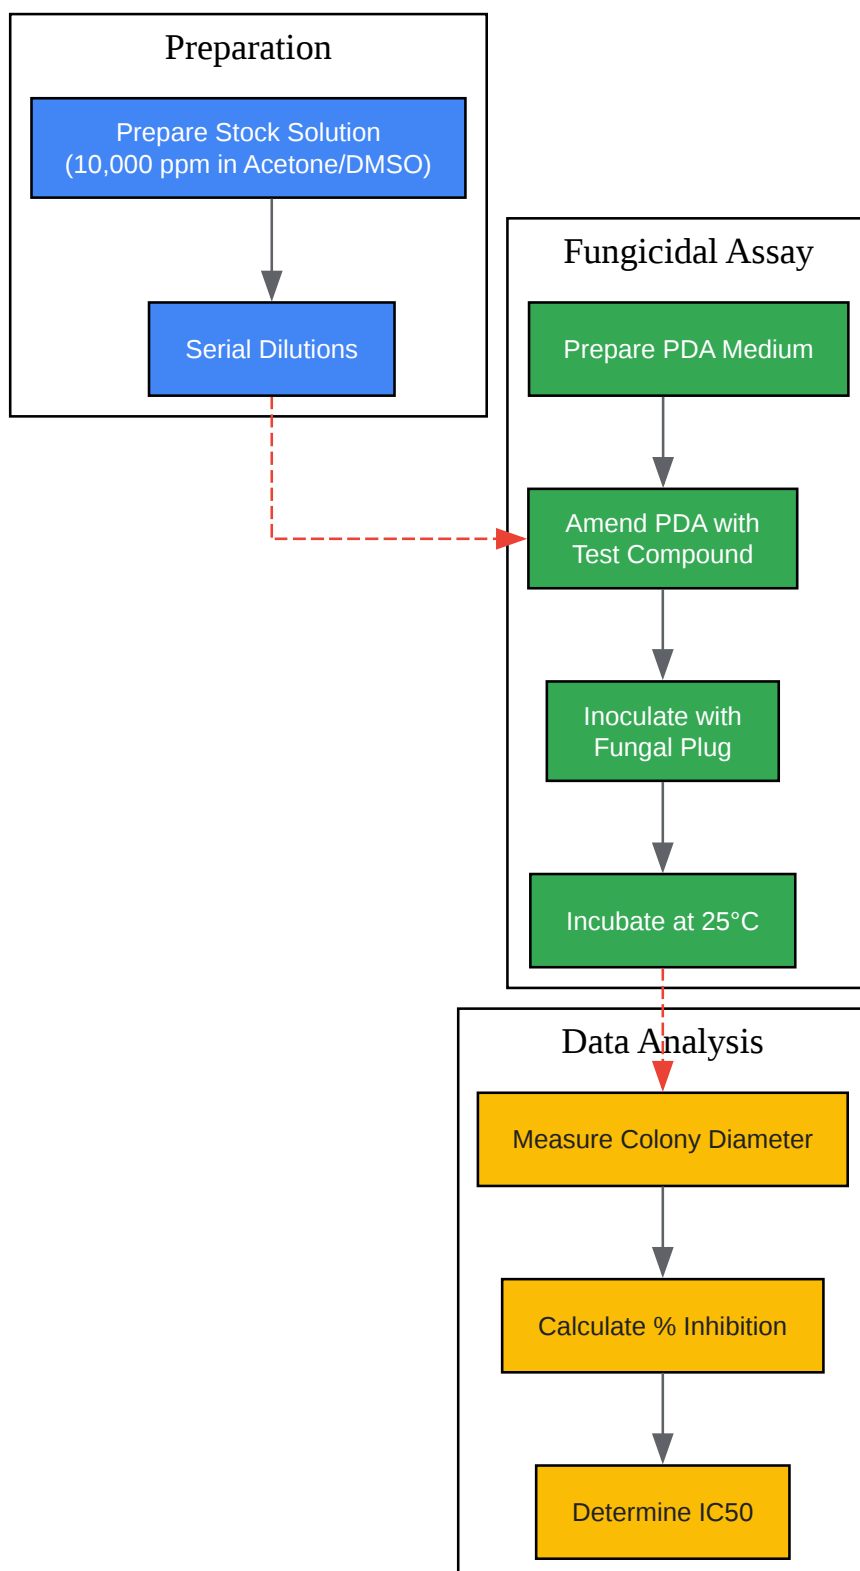 Preparation
Prepare Stock Solution
(10,000 ppm in Acetone/DMSO)
Serial Dilutions
Fungicidal Assay
Prepare PDA Medium
Amend PDA with
Test Compound
Inoculate with
Fungal Plug
Incubate at 25°C
Data Analysis
Measure Colony Diameter
Calculate % Inhibition
Determine IC50